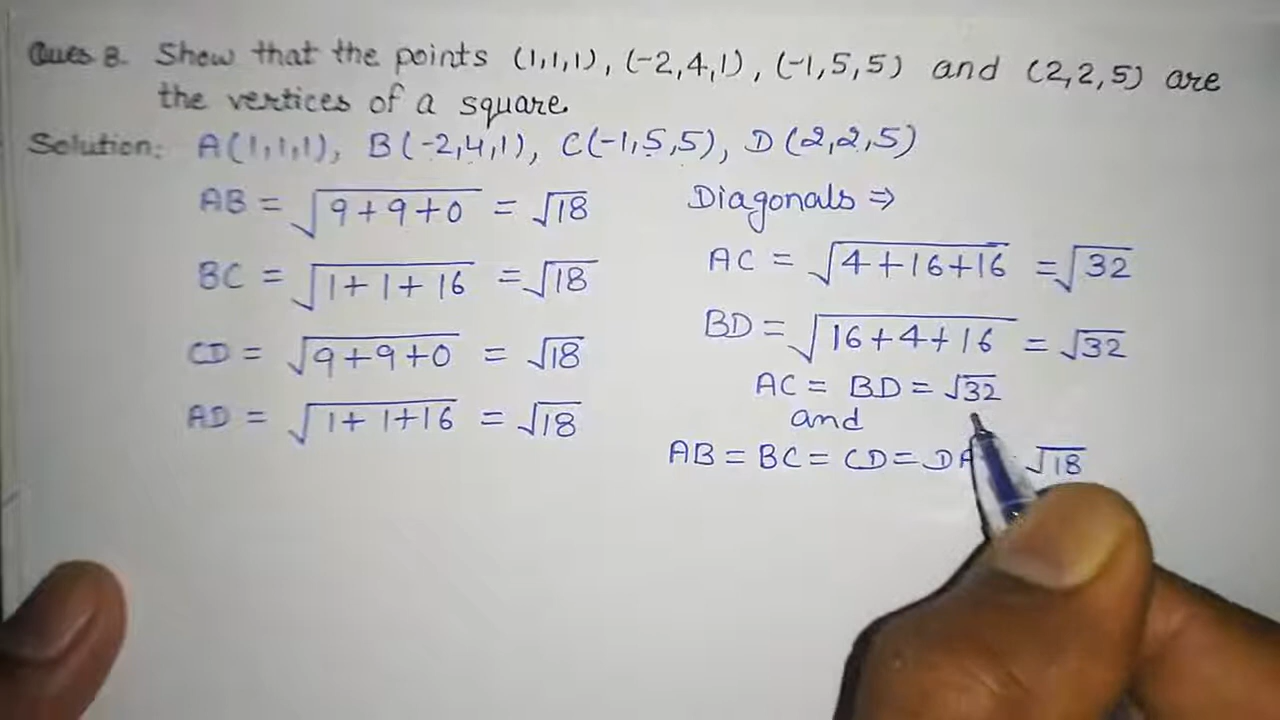 Ques 8. Show that the points (1,1,1), (-2,4,1), (-1,5,5) and (2,2,5) are
the vertices of a square.
Solution: A(1,1,1), B(-2,4,1), C(-1,5,5), D(2,2,5)
AB = √9+9+0 = √18
BC = √1+1+16 = √18
CD = √9+9+0 = √18
AD = √1+1+16 = √18
Diagonals ⇒
AC = √4+16+16 = √32
BD = √16+4+16 = √32
AC = BD = √32
and
AB = BC = CD = DA √18